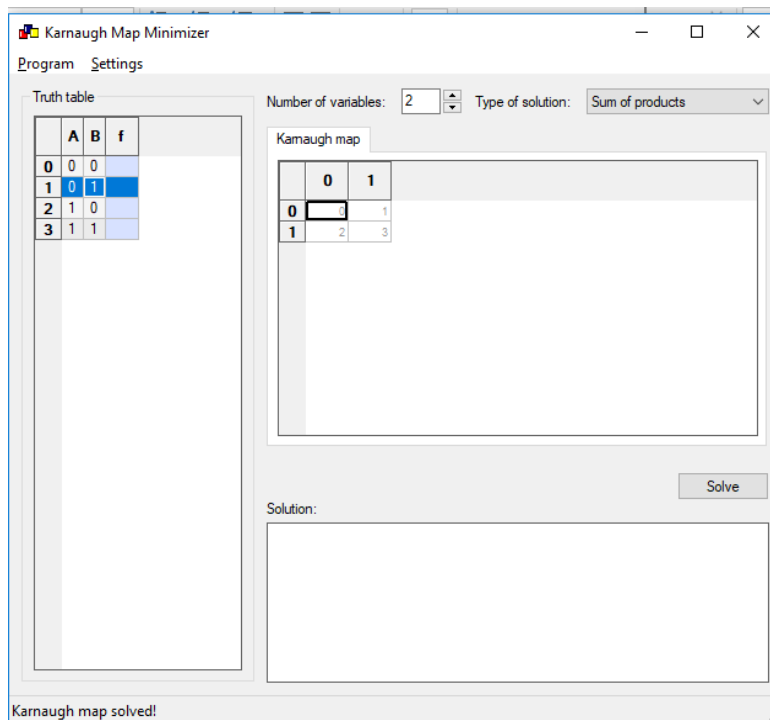 Karnaugh Map Minimizer
Program Settings
Truth table
A B f
0 0 0
1 0 1
2 1 0
3 1 1
Number of variables: 2 Type of solution: Sum of products
Karnaugh map
0 1
0 0 1
1 2 3
Solve
Solution:
Karnaugh map solved!